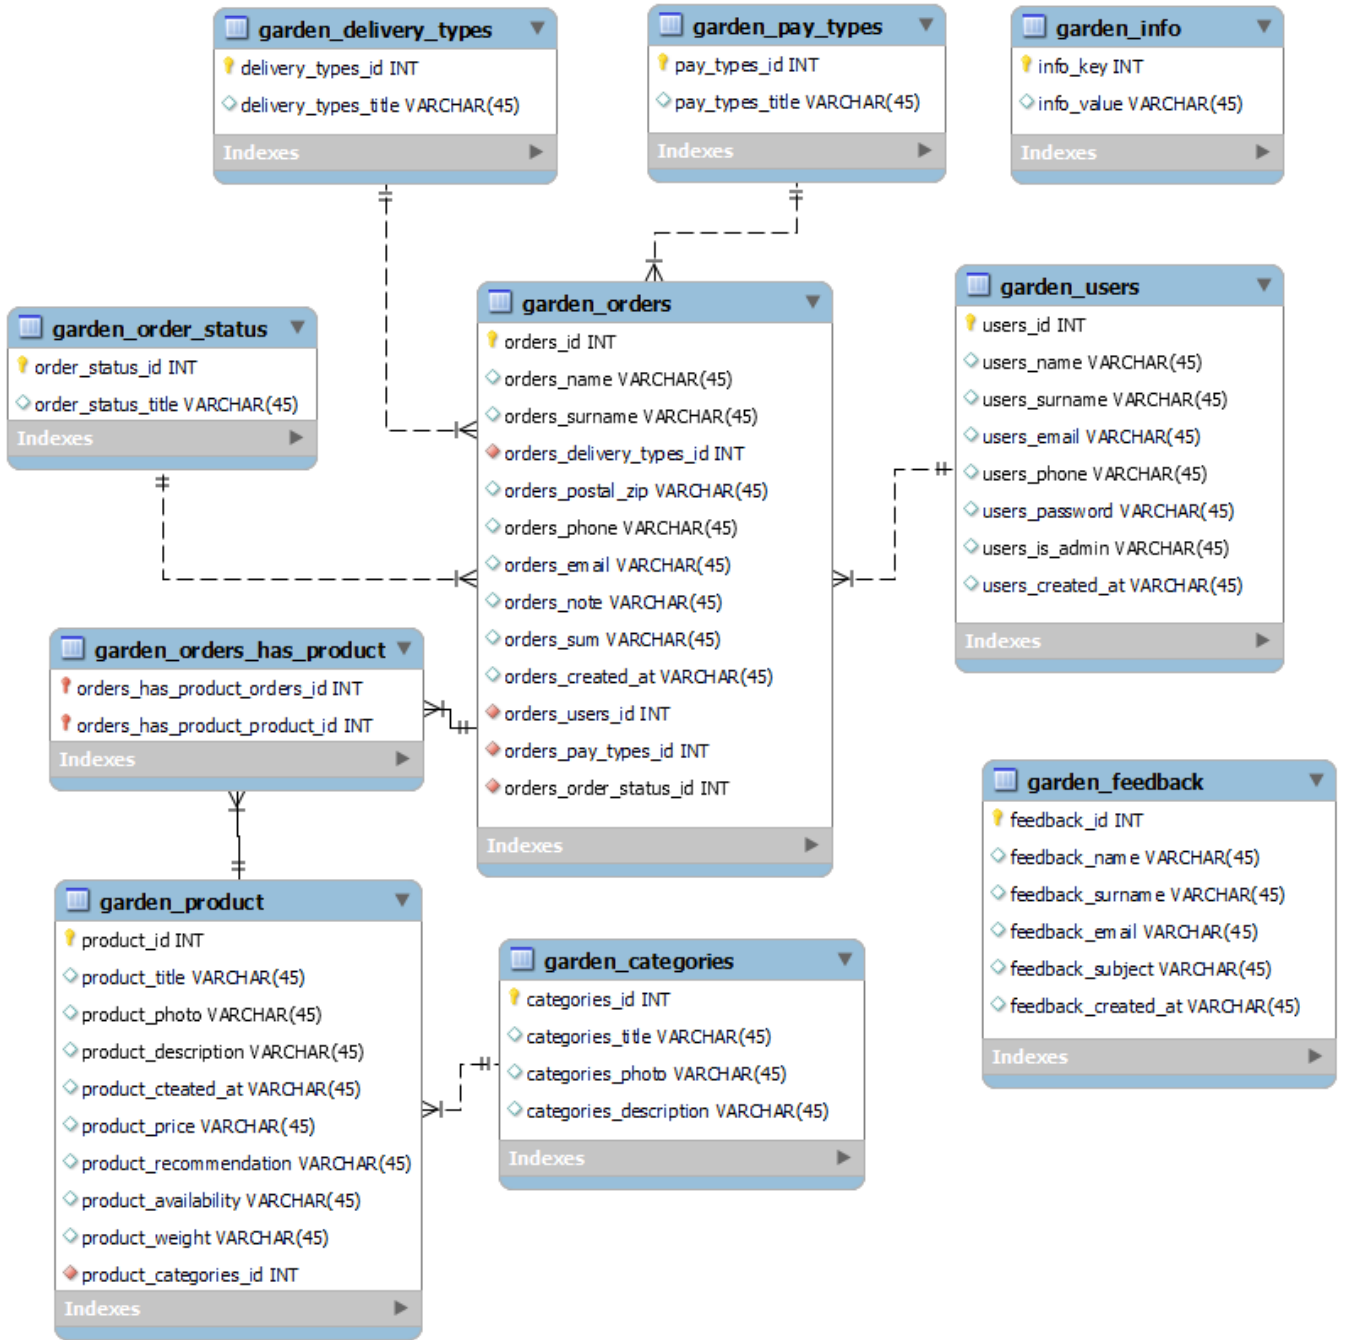 garden_delivery_types
delivery_types_id INT
delivery_types_title VARCHAR(45)
Indexes
garden_pay_types
pay_types_id INT
pay_types_title VARCHAR(45)
Indexes
garden_info
info_key INT
info_value VARCHAR(45)
Indexes
garden_order_status
order_status_id INT
order_status_title VARCHAR(45)
Indexes
garden_orders
orders_id INT
orders_name VARCHAR(45)
orders_surname VARCHAR(45)
orders_delivery_types_id INT
orders_postal_zip VARCHAR(45)
orders_phone VARCHAR(45)
orders_email VARCHAR(45)
orders_note VARCHAR(45)
orders_sum VARCHAR(45)
orders_created_at VARCHAR(45)
orders_users_id INT
orders_pay_types_id INT
orders_order_status_id INT
Indexes
garden_users
users_id INT
users_name VARCHAR(45)
users_surname VARCHAR(45)
users_email VARCHAR(45)
users_phone VARCHAR(45)
users_password VARCHAR(45)
users_is_admin VARCHAR(45)
users_created_at VARCHAR(45)
Indexes
garden_orders_has_product
orders_has_product_orders_id INT
orders_has_product_product_id INT
Indexes
garden_product
product_id INT
product_title VARCHAR(45)
product_photo VARCHAR(45)
product_description VARCHAR(45)
product_cteated_at VARCHAR(45)
product_price VARCHAR(45)
product_recommendation VARCHAR(45)
product_availability VARCHAR(45)
product_weight VARCHAR(45)
product_categories_id INT
Indexes
garden_categories
categories_id INT
categories_title VARCHAR(45)
categories_photo VARCHAR(45)
categories_description VARCHAR(45)
Indexes
garden_feedback
feedback_id INT
feedback_name VARCHAR(45)
feedback_surname VARCHAR(45)
feedback_email VARCHAR(45)
feedback_subject VARCHAR(45)
feedback_created_at VARCHAR(45)
Indexes